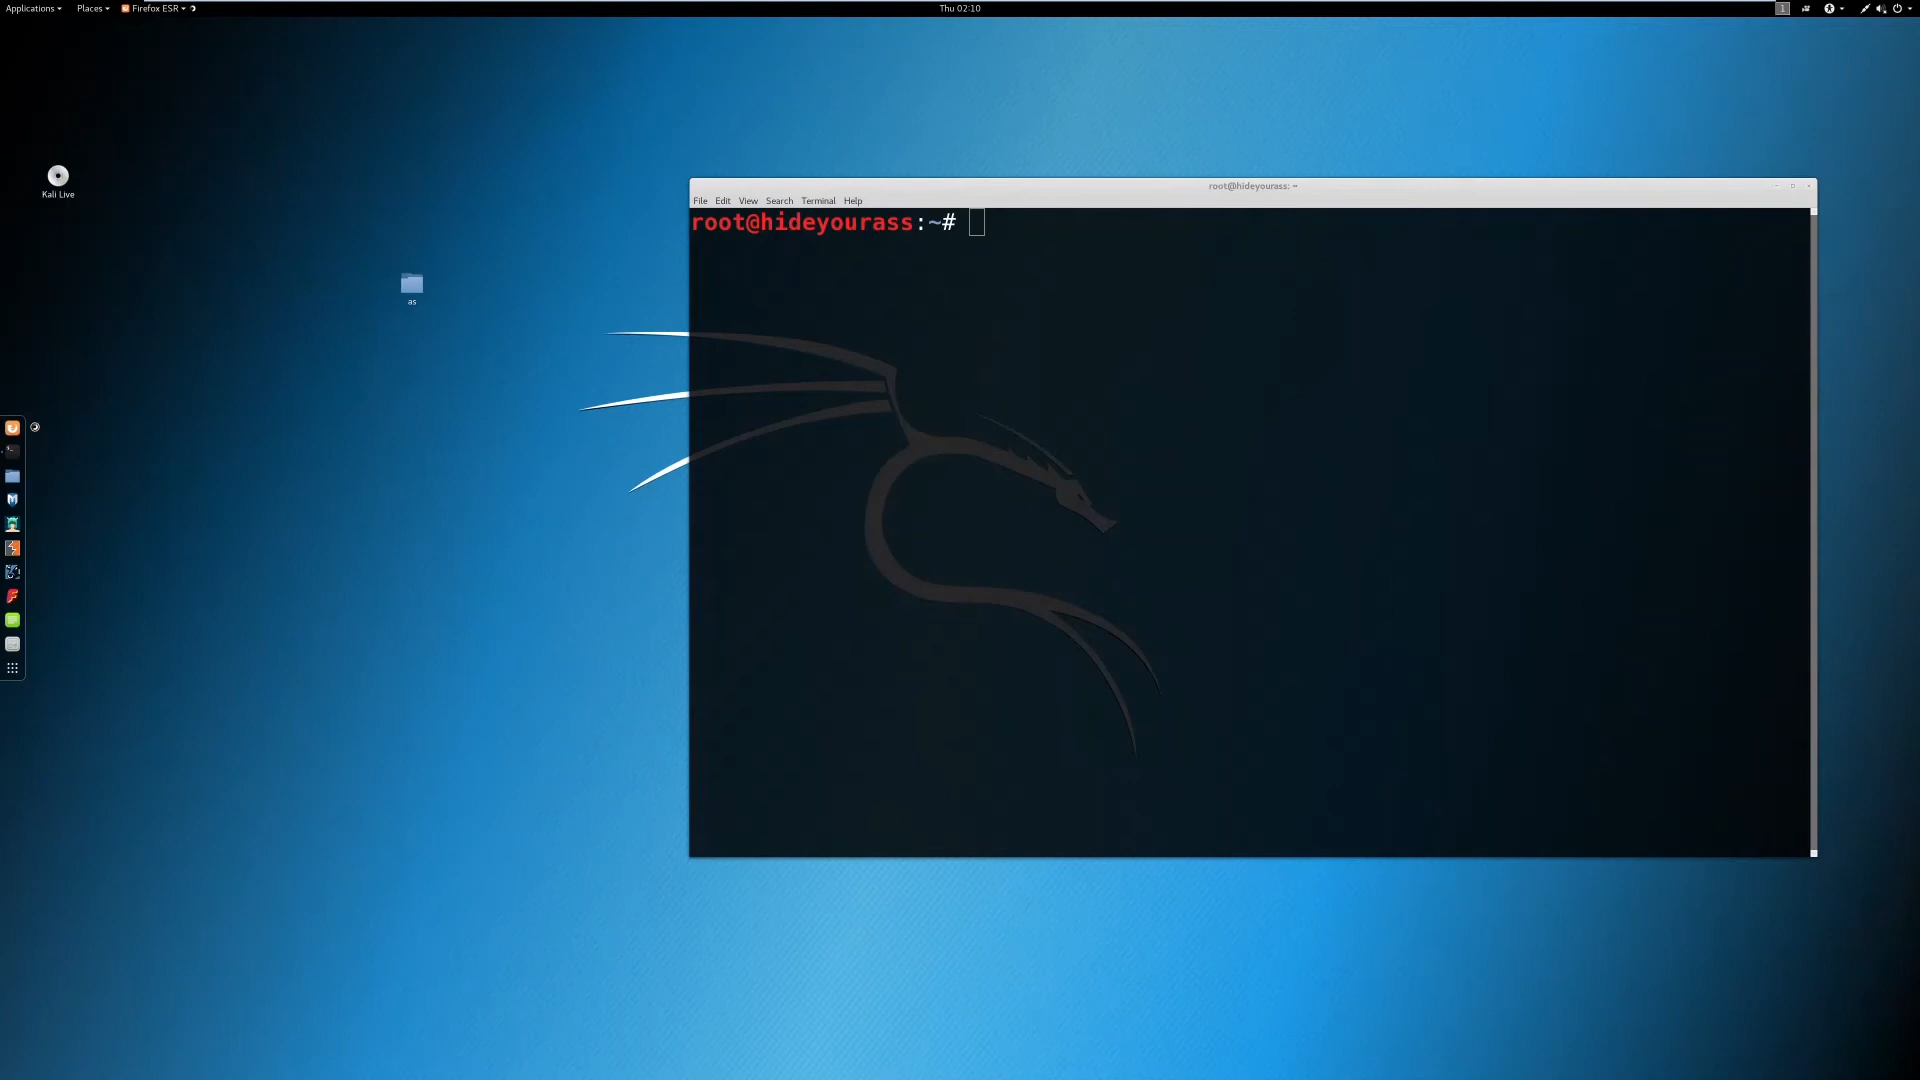 Applications Places Firefox ESR Thu 02:10 1
Kali Live
as
root@hideyourass: ~
File Edit View Search Terminal Help
root@hideyourass:~#